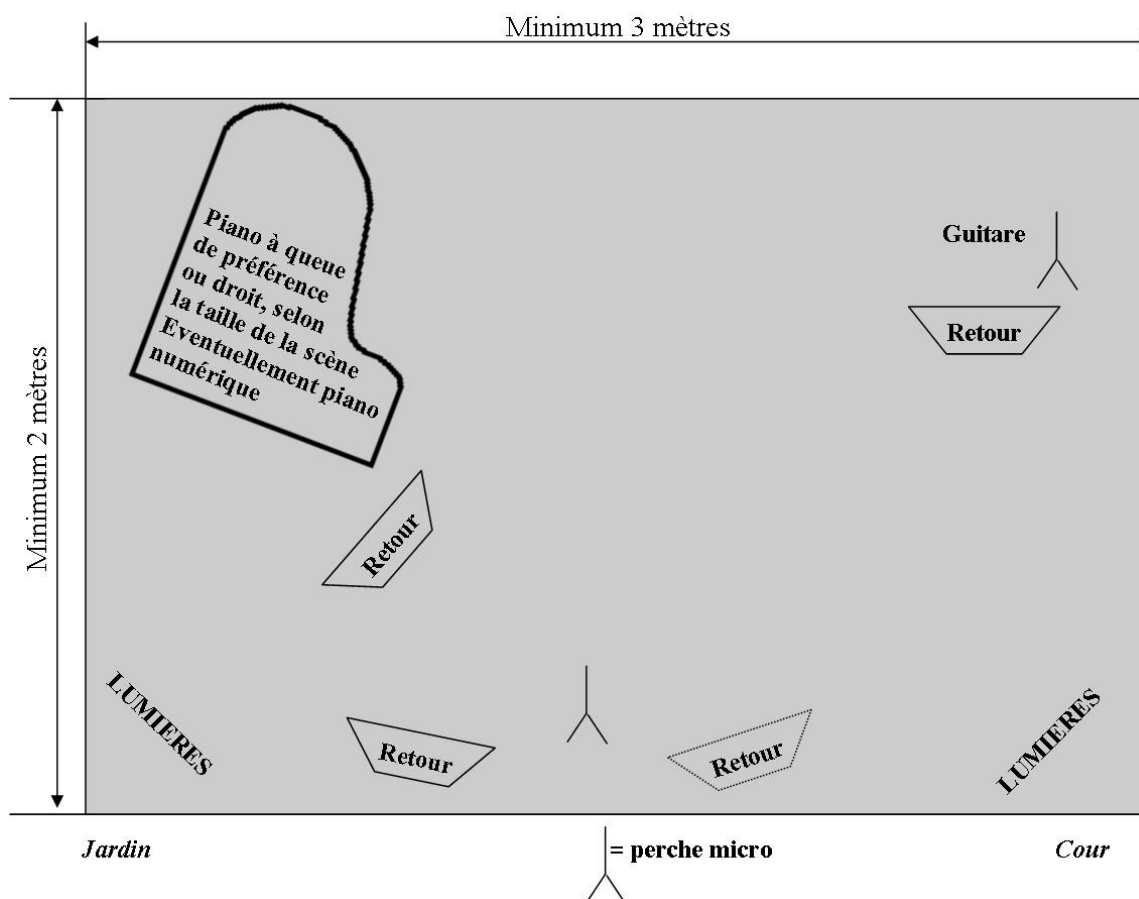 Minimum 3 mètres
Minimum 2 mètres
Piano à queue
de préférence
ou droit, selon
la taille de la scène
Eventuellement piano
numérique
Guitare
Retour
Retour
LUMIERES
Retour
Retour
LUMIERES
Jardin
= perche micro
Cour